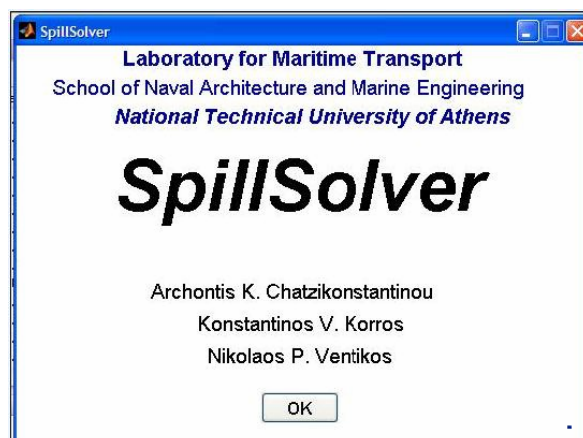 SpillSolver
Laboratory for Maritime Transport
School of Naval Architecture and Marine Engineering
National Technical University of Athens
SpillSolver
Archontis K. Chatzikonstantinou
Konstantinos V. Korros
Nikolaos P. Ventikos
OK